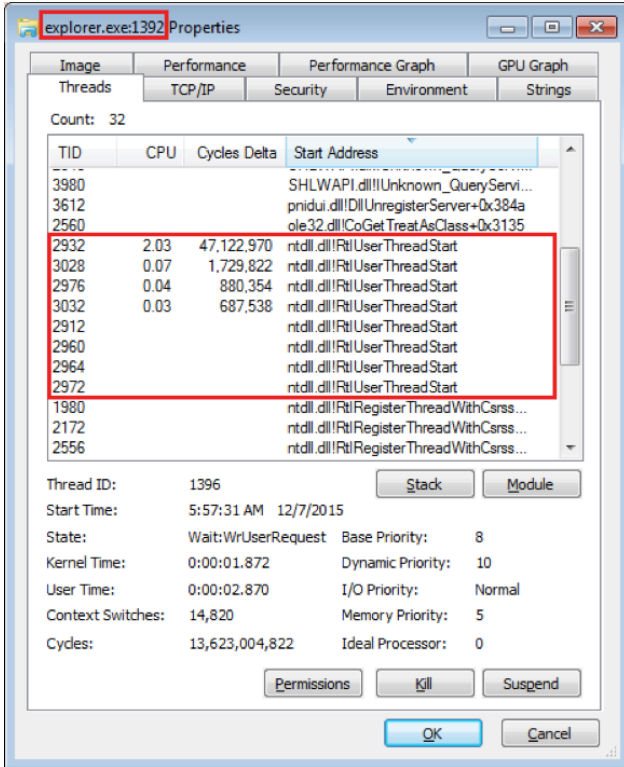 explorer.exe:1392 Properties
Image Performance Performance Graph GPU Graph
Threads TCP/IP Security Environment Strings
Count: 32
TID CPU Cycles Delta Start Address
3980 SHLWAPI.dll!IUnknown_QueryServi...
3612 pnidui.dll!DllUnregisterServer+0x384a
2560 ole32.dll!CoGetTreatAsClass+0x3135
2932 2.03 47,122,970 ntdll.dll!RtlUserThreadStart
3028 0.07 1,729,822 ntdll.dll!RtlUserThreadStart
2976 0.04 880,354 ntdll.dll!RtlUserThreadStart
3032 0.03 687,538 ntdll.dll!RtlUserThreadStart
2912 ntdll.dll!RtlUserThreadStart
2960 ntdll.dll!RtlUserThreadStart
2964 ntdll.dll!RtlUserThreadStart
2972 ntdll.dll!RtlUserThreadStart
1980 ntdll.dll!RtlRegisterThreadWithCsrss...
2172 ntdll.dll!RtlRegisterThreadWithCsrss...
2556 ntdll.dll!RtlRegisterThreadWithCsrss...
Thread ID: 1396 Stack Module
Start Time: 5:57:31 AM 12/7/2015
State: Wait:WrUserRequest Base Priority: 8
Kernel Time: 0:00:01.872 Dynamic Priority: 10
User Time: 0:00:02.870 I/O Priority: Normal
Context Switches: 14,820 Memory Priority: 5
Cycles: 13,623,004,822 Ideal Processor: 0
Permissions Kill Suspend
OK Cancel